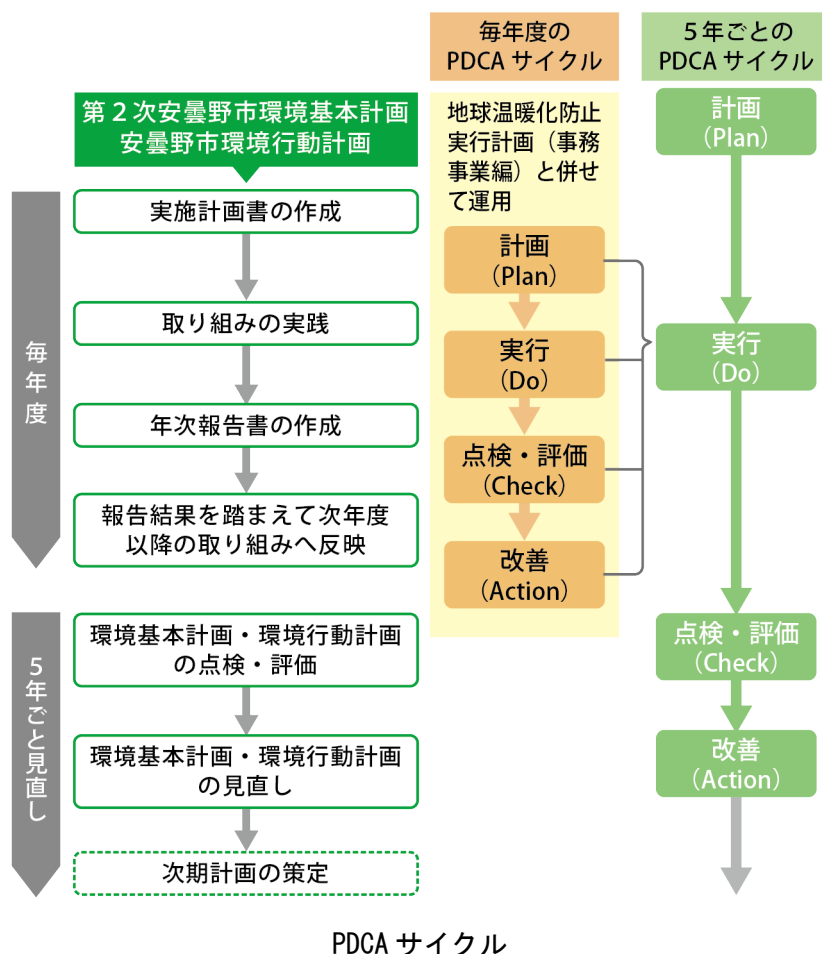 毎年度の
PDCA サイクル
5年ごとの
PDCA サイクル
第2次安曇野市環境基本計画
安曇野市環境行動計画
毎年度
実施計画書の作成
取り組みの実践
年次報告書の作成
報告結果を踏まえて次年度
以降の取り組みへ反映
5年ごと見直し
環境基本計画・環境行動計画
の点検・評価
環境基本計画・環境行動計画
の見直し
次期計画の策定
地球温暖化防止
実行計画（事務
事業編）と併せ
て運用
計画
（Plan）
実行
（Do）
点検・評価
（Check）
改善
（Action）
計画
（Plan）
実行
（Do）
点検・評価
（Check）
改善
（Action）
PDCA サイクル